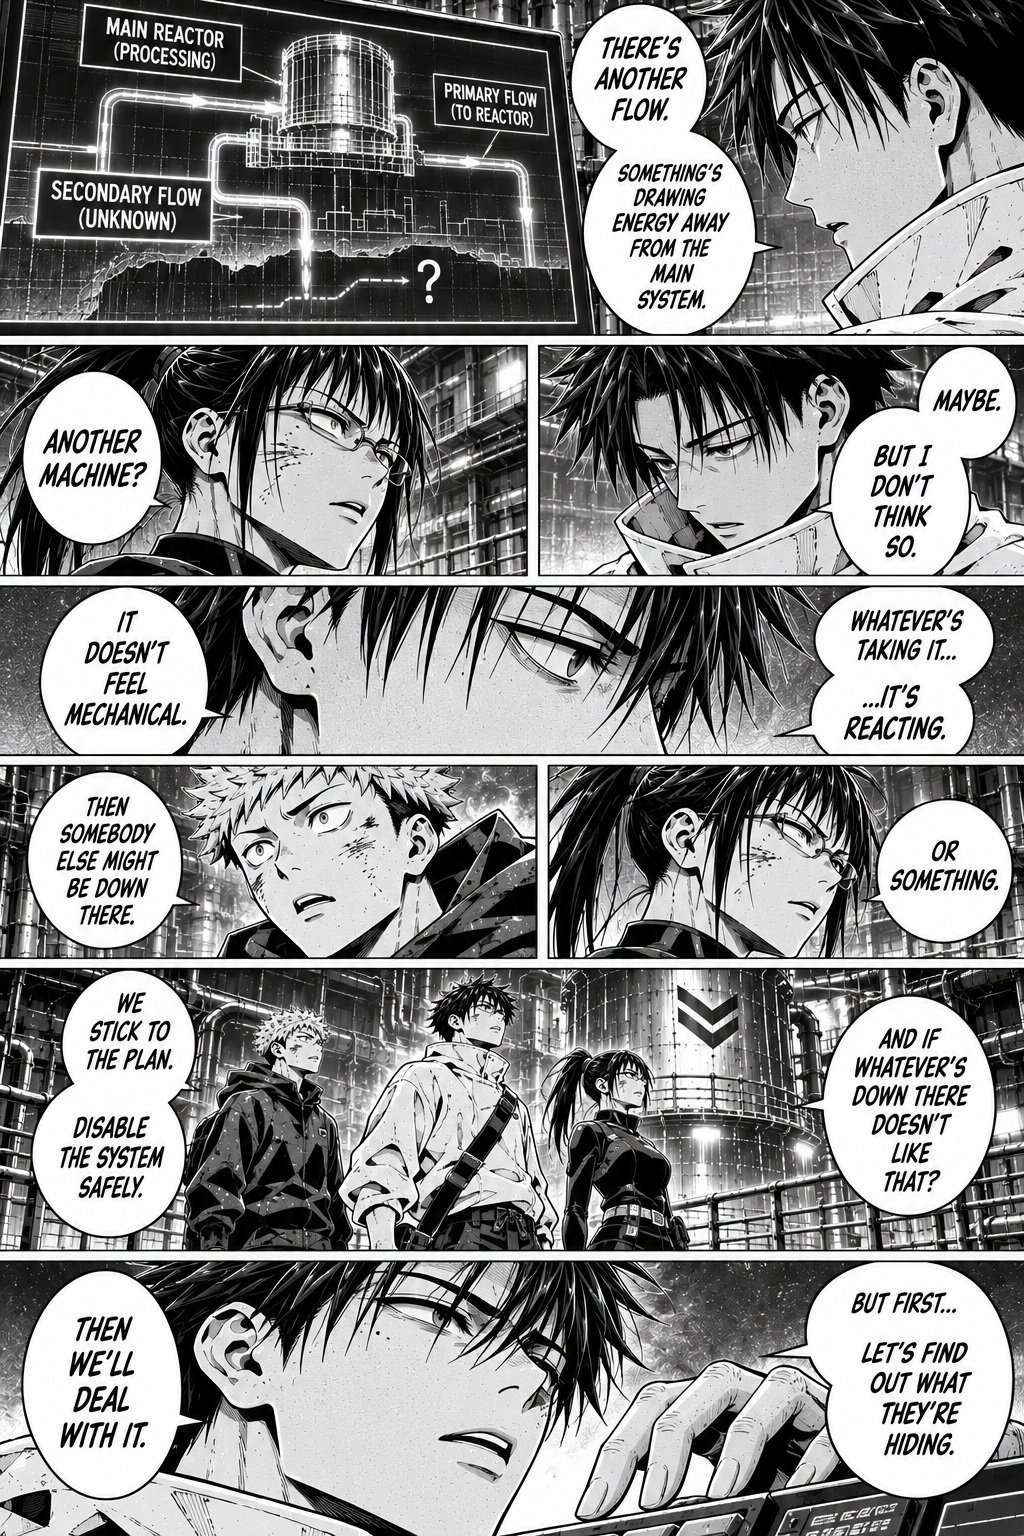 MAIN REACTOR
(PROCESSING)
PRIMARY FLOW
(TO REACTOR)
SECONDARY FLOW
(UNKNOWN)
?
THERE'S
ANOTHER
FLOW.
SOMETHING'S
DRAWING
ENERGY AWAY
FROM THE
MAIN
SYSTEM.
ANOTHER
MACHINE?
MAYBE.
BUT I
DON'T
THINK
SO.
IT
DOESN'T
FEEL
MECHANICAL.
WHATEVER'S
TAKING IT...
...IT'S
REACTING.
THEN
SOMEBODY
ELSE MIGHT
BE DOWN
THERE.
OR
SOMETHING.
WE
STICK TO
THE PLAN.
DISABLE
THE SYSTEM
SAFELY.
AND IF
WHATEVER'S
DOWN THERE
DOESN'T
LIKE
THAT?
THEN
WE'LL
DEAL
WITH IT.
BUT FIRST...
LET'S FIND
OUT WHAT
THEY'RE
HIDING.